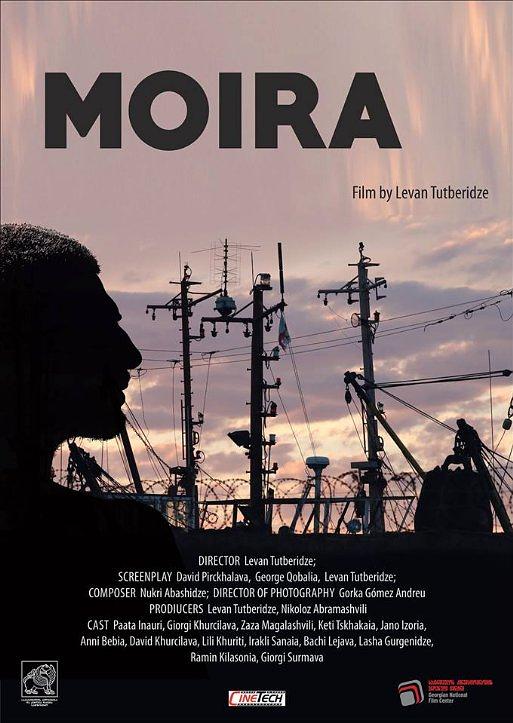 MOIRA
Film by Levan Tutberidze
DIRECTOR Levan Tutberidze;
SCREENPLAY David Pirckhalava, George Qobalia, Levan Tutberidze;
COMPOSER Nukri Abashidze; DIRECTOR OF PHOTOGRAPHY Gorka Gómez Andreu
PRODUCERS Levan Tutberidze, Nikoloz Abramashvili
CAST Paata Inauri, Giorgi Khurcilava, Zaza Magalashvili, Keti Tskhakaia, Jano Izoria,
Anni Bebia, David Khurcilava, Lili Khuriti, Irakli Sanaia, Bachi Lejava, Lasha Gurgenidze,
Ramin Kilasonia, Giorgi Surmava
CINETECH
Georgian National
Film Center